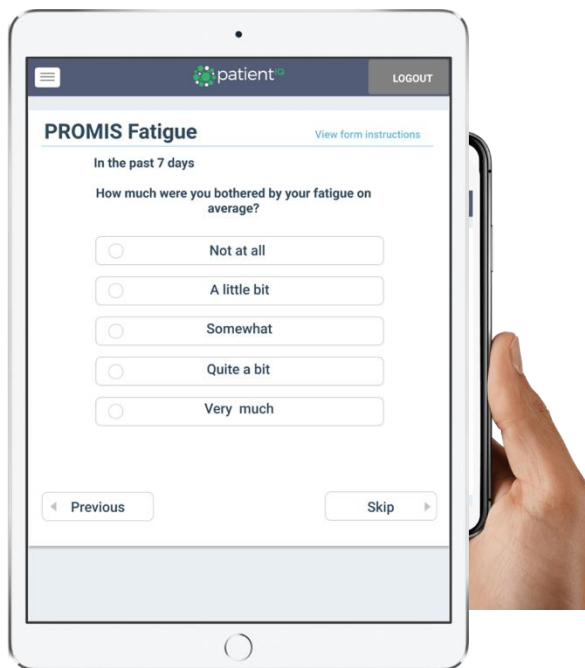 patientIQ
LOGOUT
PROMIS Fatigue
View form instructions
In the past 7 days
How much were you bothered by your fatigue on
average?
Not at all
A little bit
Somewhat
Quite a bit
Very much
Previous
Skip